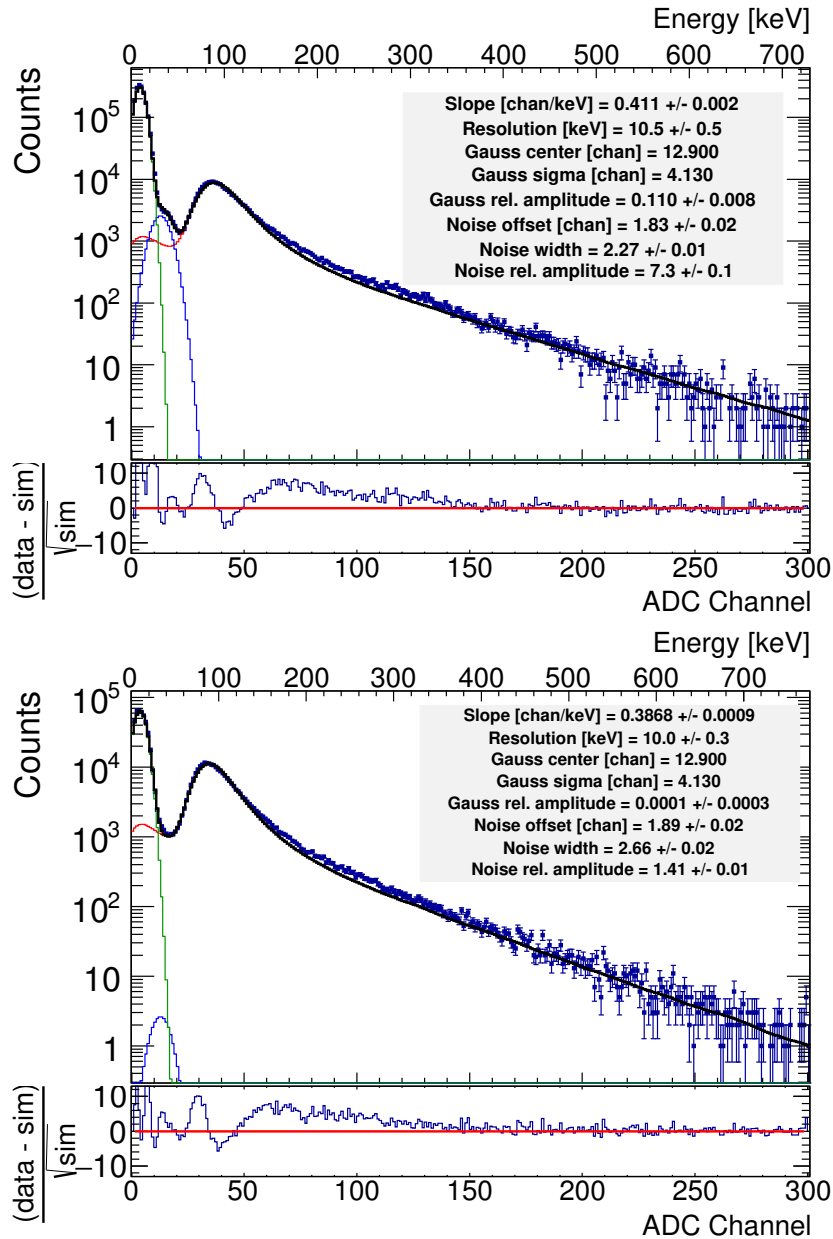 Energy [keV]
0 100 200 300 400 500 600 700
Counts
10^5
10^4
10^3
10^2
10
1
Slope [chan/keV] = 0.411 +/- 0.002
Resolution [keV] = 10.5 +/- 0.5
Gauss center [chan] = 12.900
Gauss sigma [chan] = 4.130
Gauss rel. amplitude = 0.110 +/- 0.008
Noise offset [chan] = 1.83 +/- 0.02
Noise width = 2.27 +/- 0.01
Noise rel. amplitude = 7.3 +/- 0.1
(data - sim)
√sim
10
0
−10
0 50 100 150 200 250 300
ADC Channel
Energy [keV]
0 100 200 300 400 500 600 700
Counts
10^5
10^4
10^3
10^2
10
1
Slope [chan/keV] = 0.3868 +/- 0.0009
Resolution [keV] = 10.0 +/- 0.3
Gauss center [chan] = 12.900
Gauss sigma [chan] = 4.130
Gauss rel. amplitude = 0.0001 +/- 0.0003
Noise offset [chan] = 1.89 +/- 0.02
Noise width = 2.66 +/- 0.02
Noise rel. amplitude = 1.41 +/- 0.01
(data - sim)
√sim
10
0
−10
0 50 100 150 200 250 300
ADC Channel